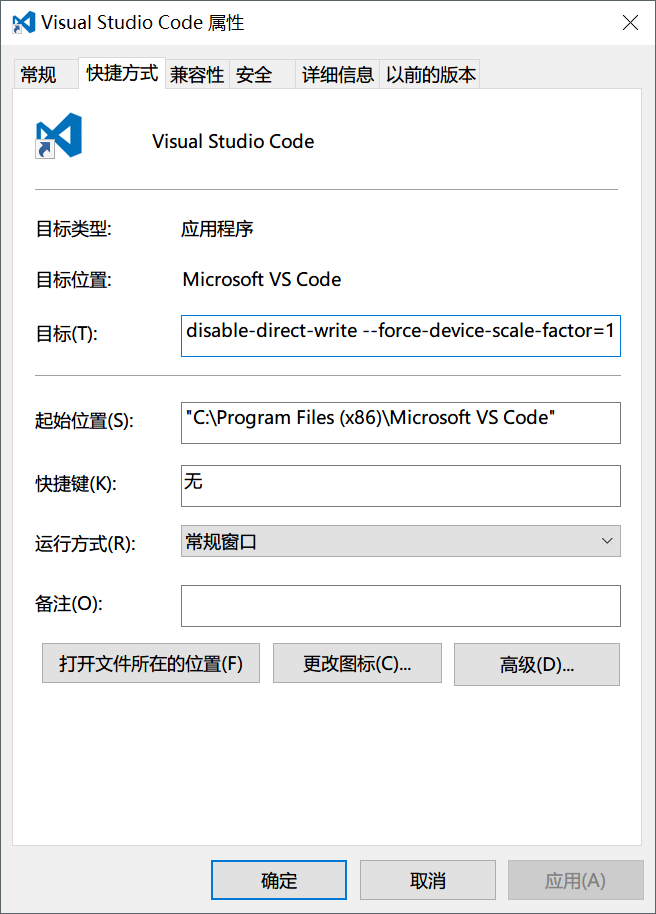 Visual Studio Code 属性
常规 快捷方式 兼容性 安全 详细信息 以前的版本
Visual Studio Code
目标类型: 应用程序
目标位置: Microsoft VS Code
目标(T): disable-direct-write --force-device-scale-factor=1
起始位置(S): "C:\Program Files (x86)\Microsoft VS Code"
快捷键(K): 无
运行方式(R): 常规窗口
备注(O):
打开文件所在的位置(F) 更改图标(C)... 高级(D)...
确定 取消 应用(A)